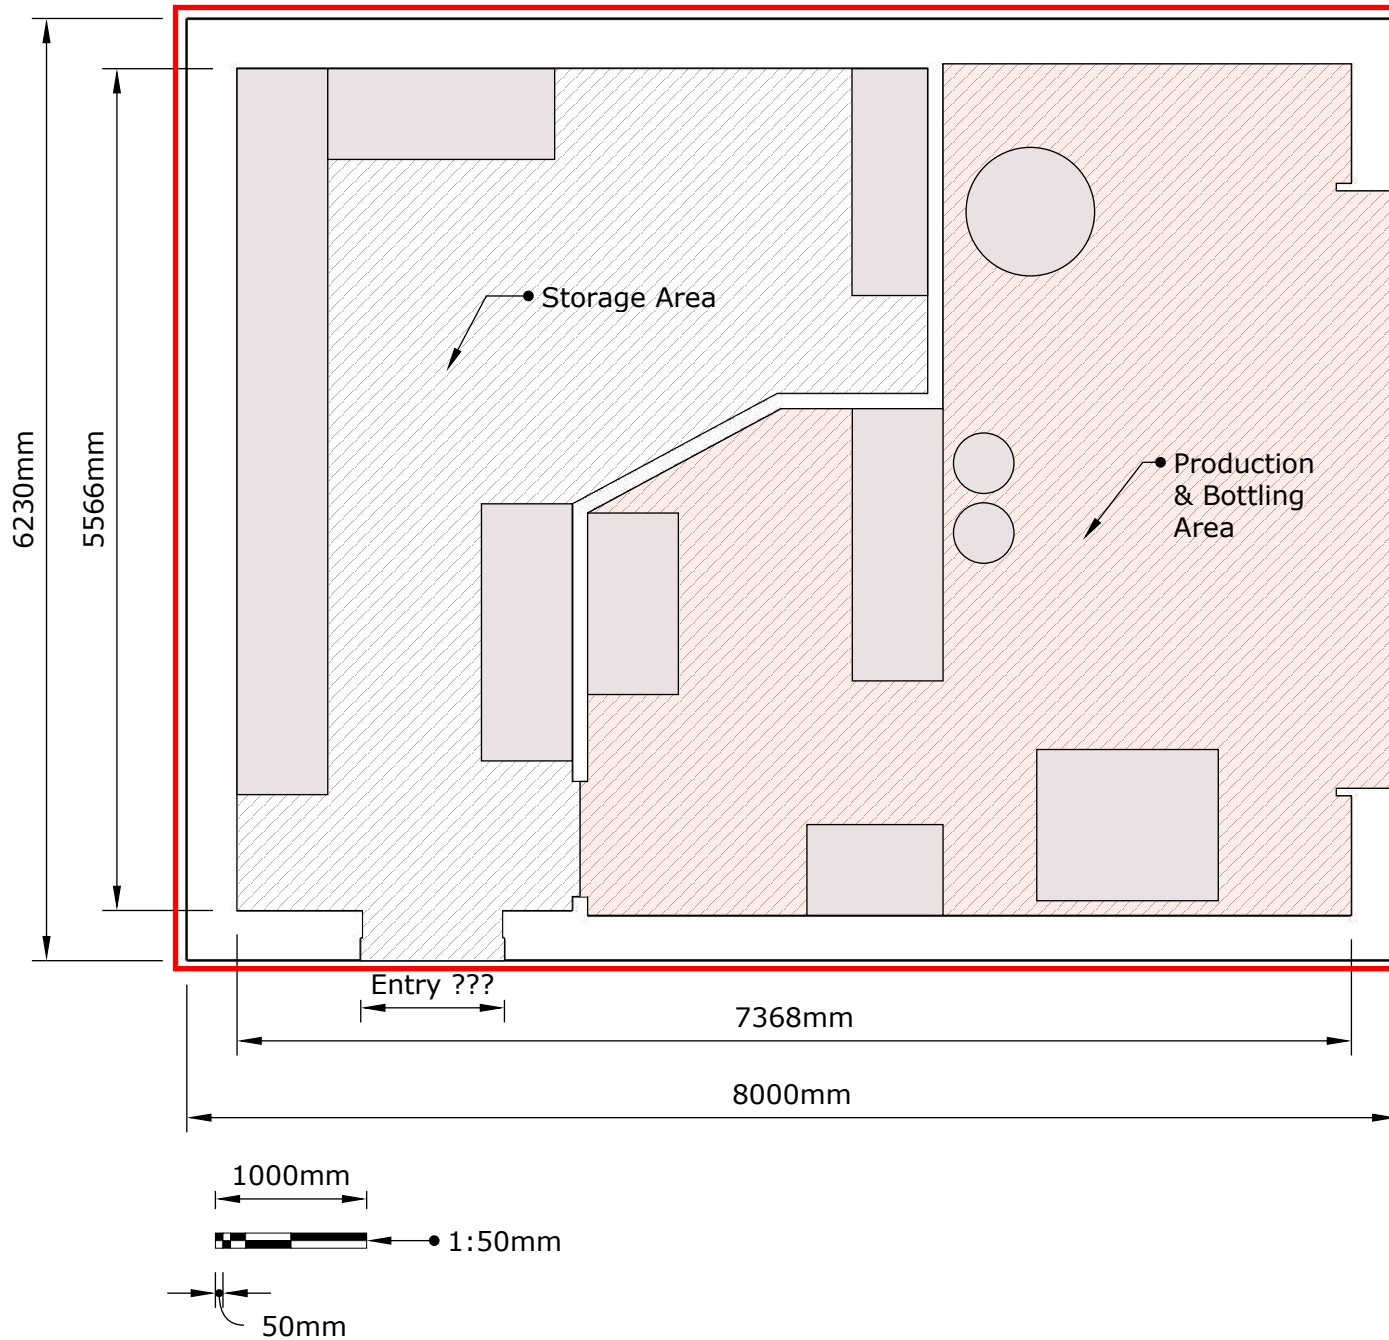 Storage Area
Production
& Bottling
Area
6230mm
5566mm
Entry ???
7368mm
8000mm
1000mm
1:50mm
50mm